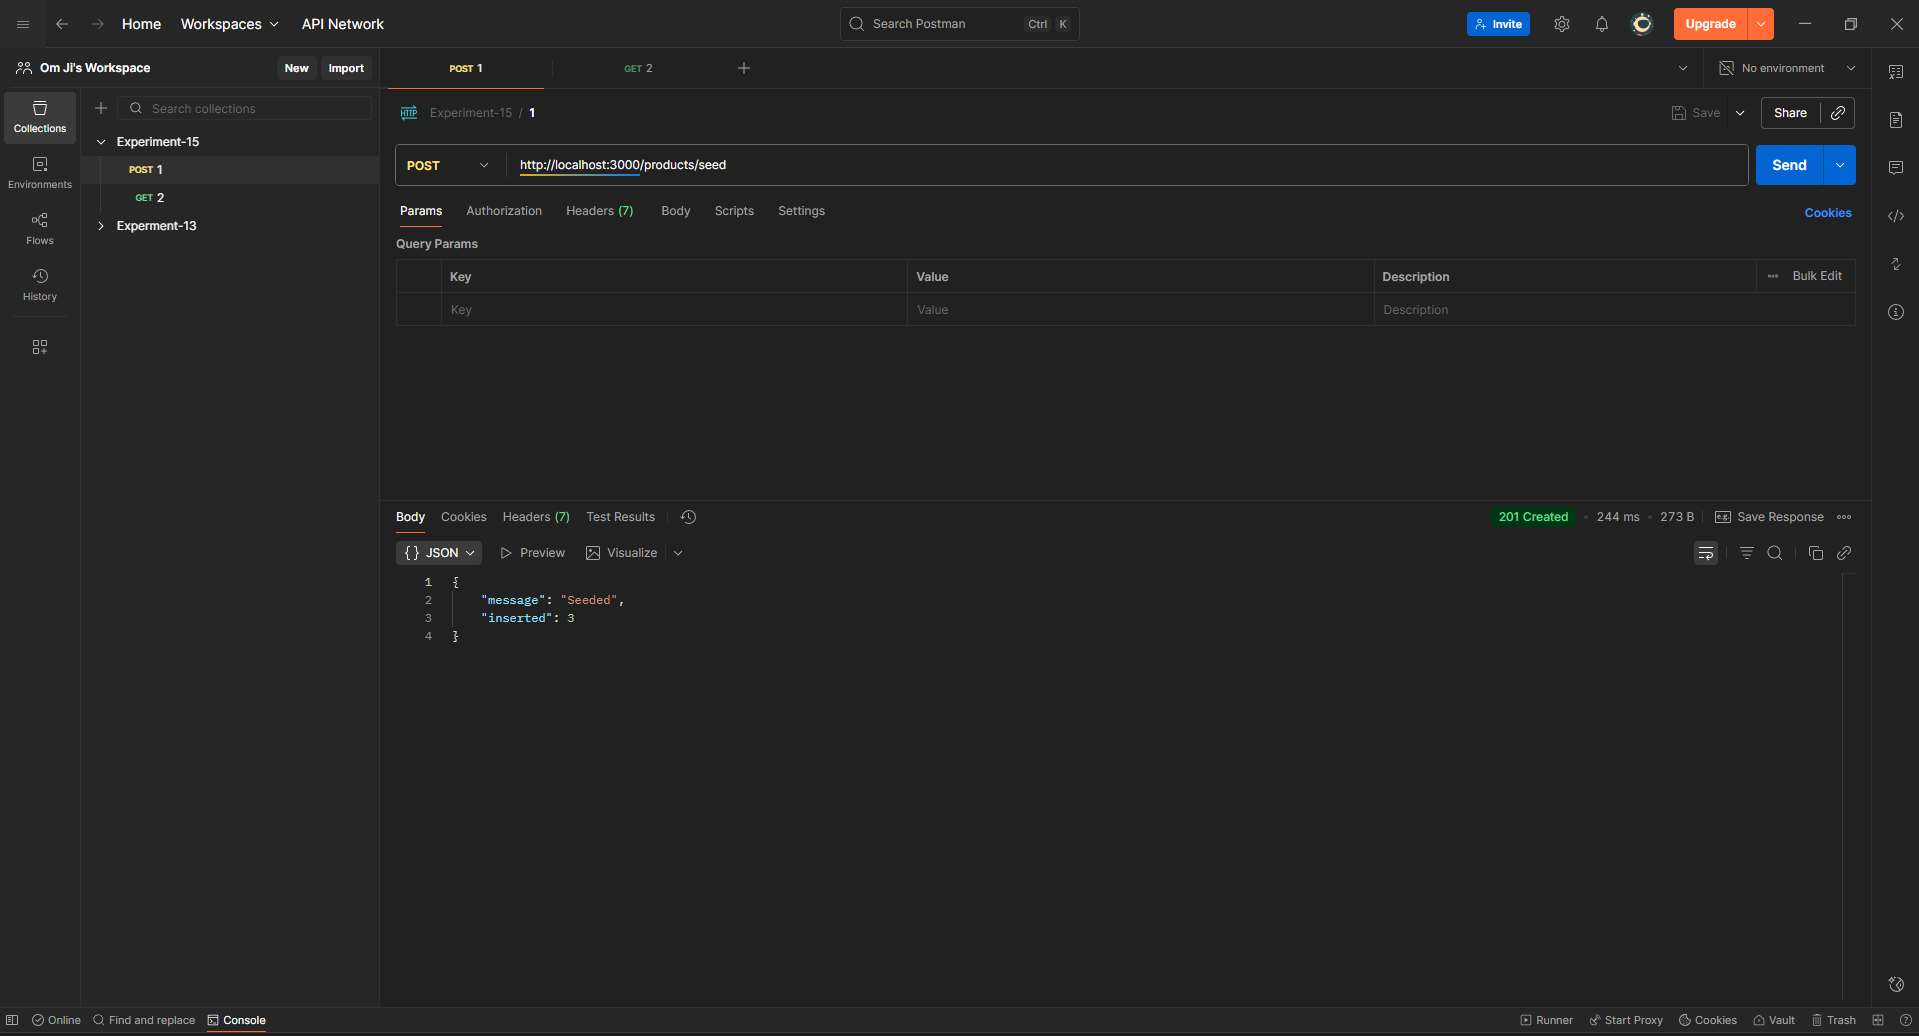 Home Workspaces API Network Search Postman Ctrl K Invite Upgrade
Om Ji's Workspace New Import POST 1 GET 2 No environment
Collections
Environments
Flows
History
Search collections
Experiment-15
POST 1
GET 2
Experment-13
HTTP Experiment-15 / 1 Save Share
POST http://localhost:3000/products/seed Send
Params Authorization Headers (7) Body Scripts Settings Cookies
Query Params
Key Value Description Bulk Edit
Key Value Description
Body Cookies Headers (7) Test Results 201 Created 244 ms 273 B e.g. Save Response
{} JSON Preview Visualize
1 {
2 "message": "Seeded",
3 "inserted": 3
4 }
Online Find and replace Console Runner Start Proxy Cookies Vault Trash